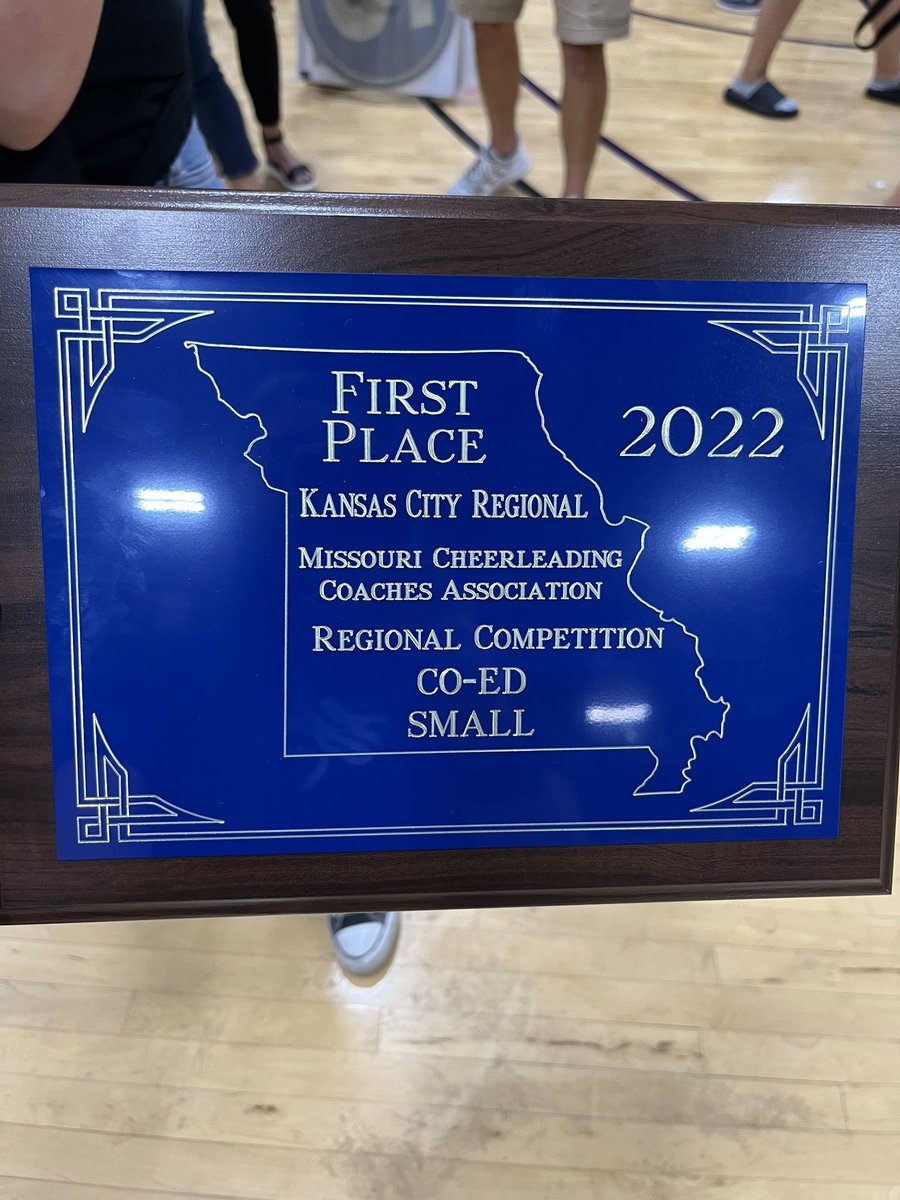 First
Place
2022
Kansas City Regional
Missouri Cheerleading
Coaches Association
Regional Competition
CO-ED
SMALL